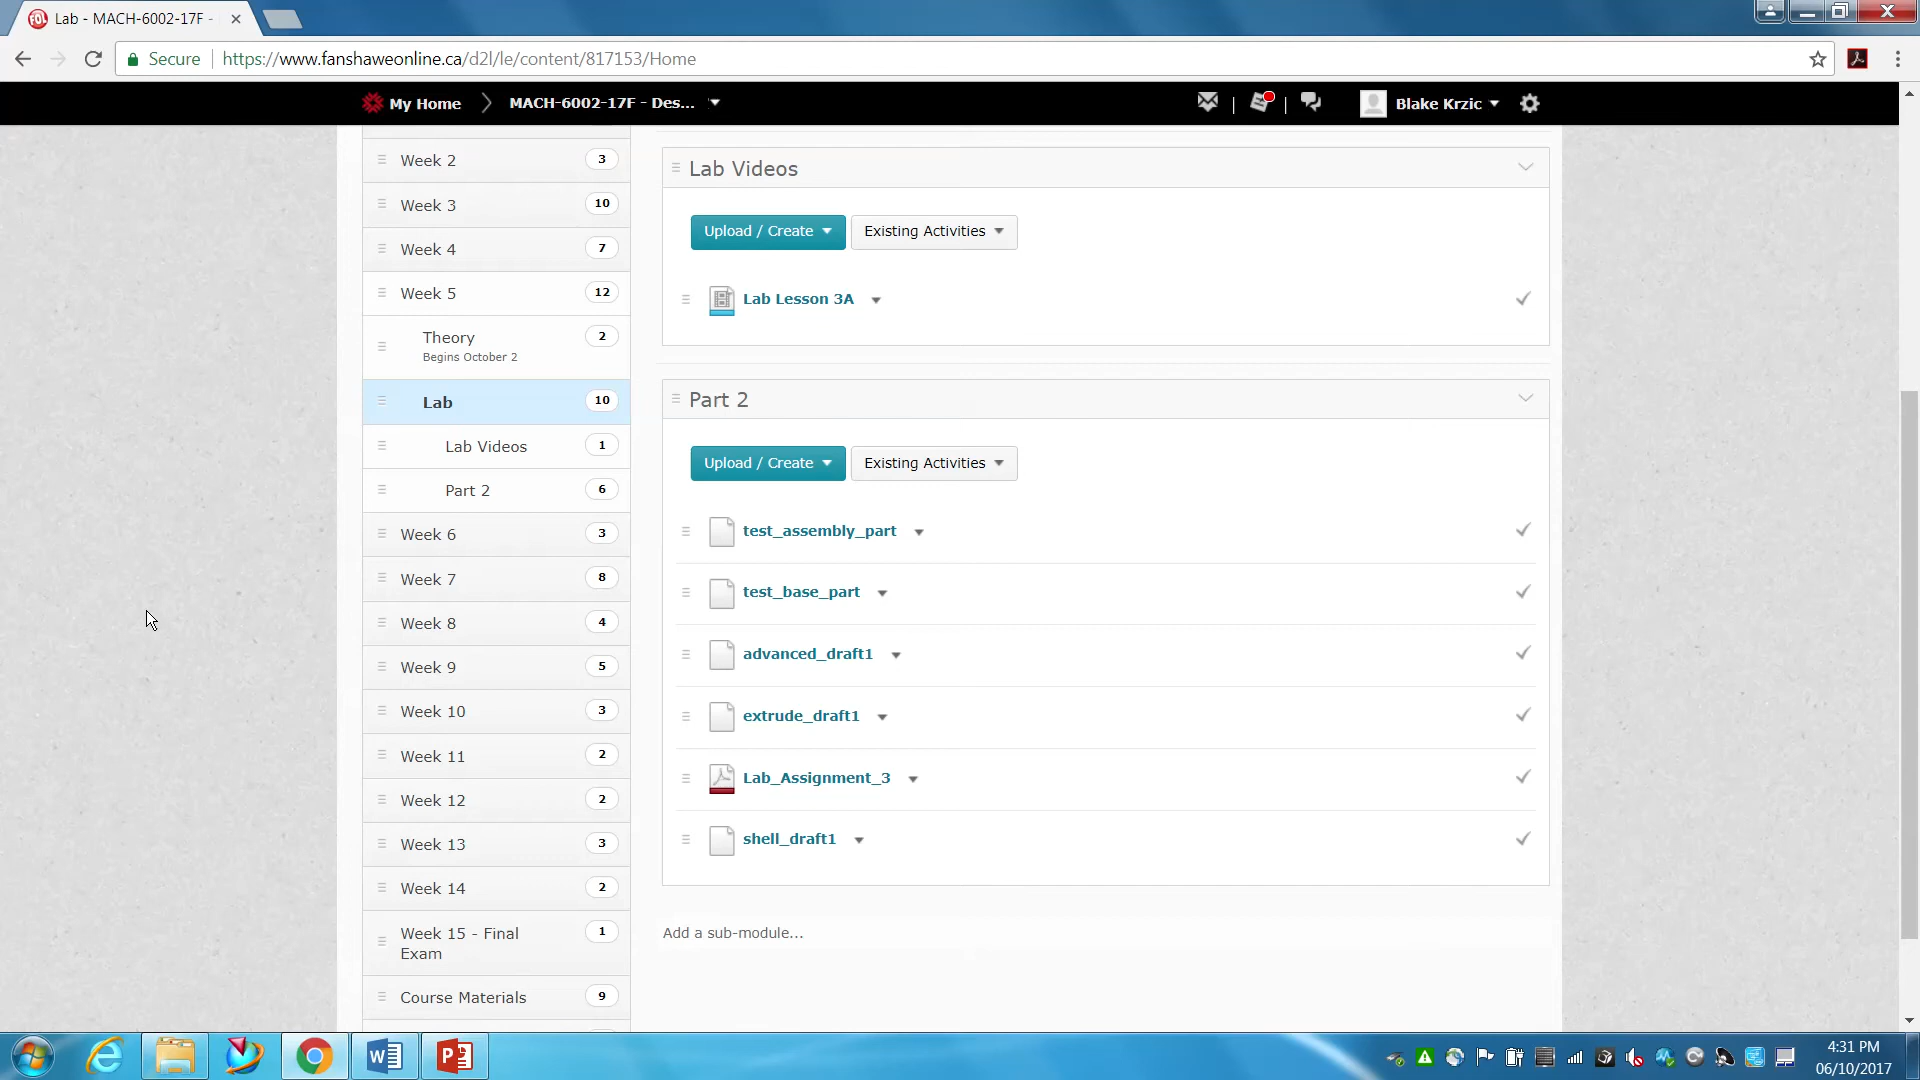 Lab - MACH-6002-17F -
Secure
https://www.fanshaweonline.ca/d2l/le/content/817153/Home
My Home
MACH-6002-17F - Des...
Blake Krzic
Week 2
3
Week 3
10
Week 4
7
Week 5
12
Theory
2
Begins October 2
Lab
10
Lab Videos
1
Part 2
6
Week 6
3
Week 7
8
Week 8
4
Week 9
5
Week 10
3
Week 11
2
Week 12
2
Week 13
3
Week 14
2
Week 15 - Final
Exam
1
Course Materials
9
Lab Videos
Upload / Create
Existing Activities
Lab Lesson 3A
Part 2
Upload / Create
Existing Activities
test_assembly_part
test_base_part
advanced_draft1
extrude_draft1
Lab_Assignment_3
shell_draft1
Add a sub-module...
4:31 PM
06/10/2017